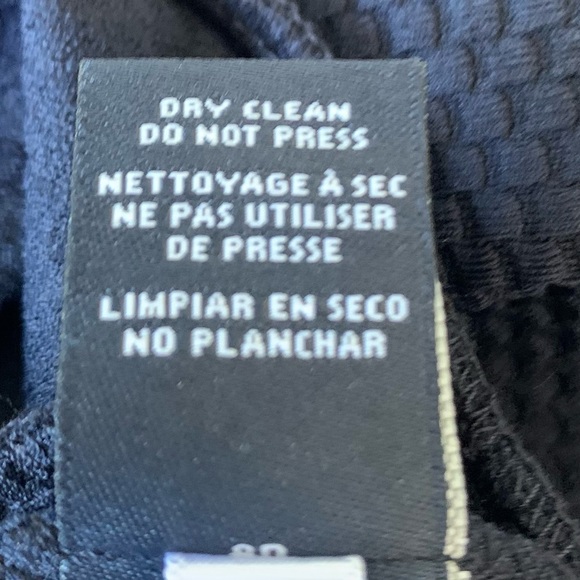 DRY CLEAN
DO NOT PRESS
NETTOYAGE À SEC
NE PAS UTILISER
DE PRESSE
LIMPIAR EN SECO
NO PLANCHAR